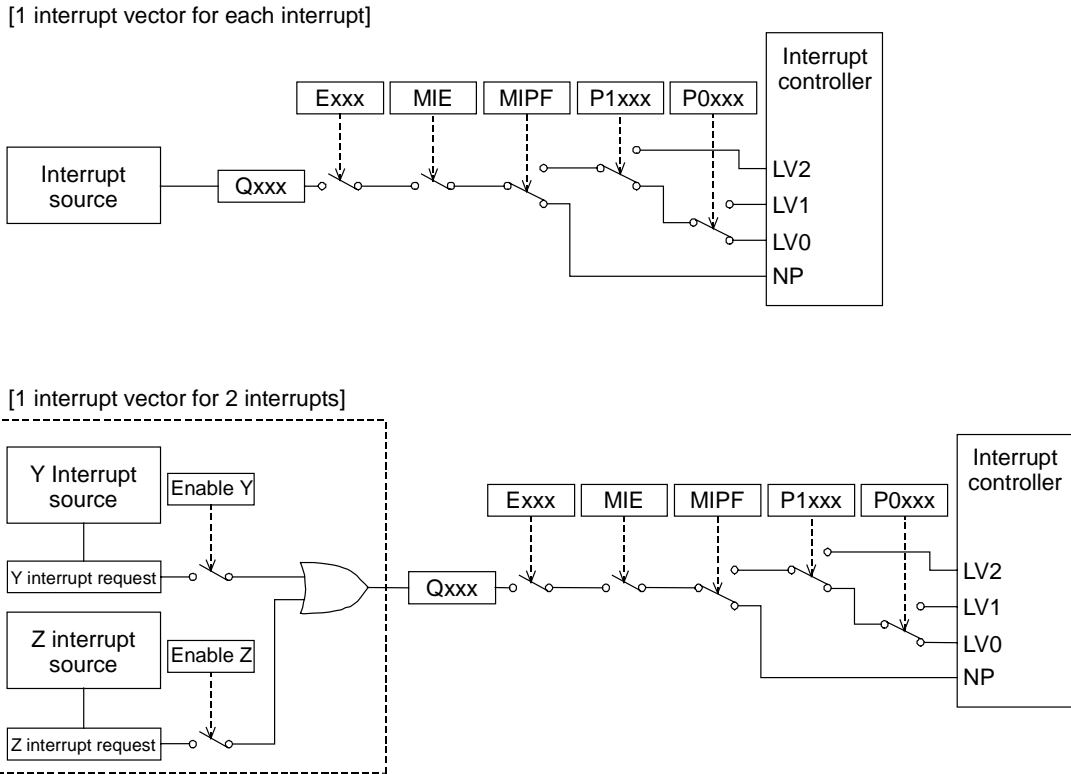 [1 interrupt vector for each interrupt]
Interrupt
controller
Exxx
MIE
MIPF
P1xxx
P0xxx
Interrupt
source
Qxxx
LV2
LV1
LV0
NP
[1 interrupt vector for 2 interrupts]
Y Interrupt
source
Enable Y
Y interrupt request
Z interrupt
source
Enable Z
Z interrupt request
Qxxx
Exxx
MIE
MIPF
P1xxx
P0xxx
Interrupt
controller
LV2
LV1
LV0
NP